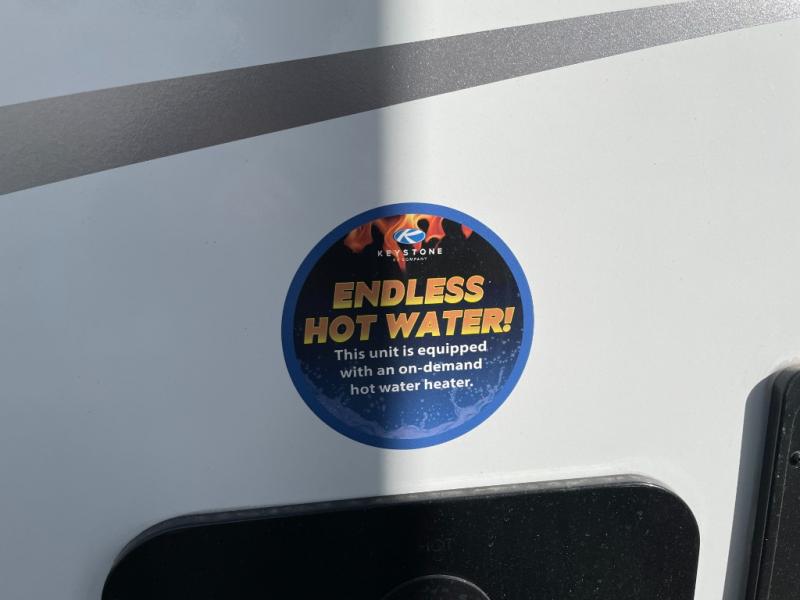 KEYSTONE
RV COMPANY
ENDLESS
HOT WATER!
This unit is equipped
with an on-demand
hot water heater.
HOT